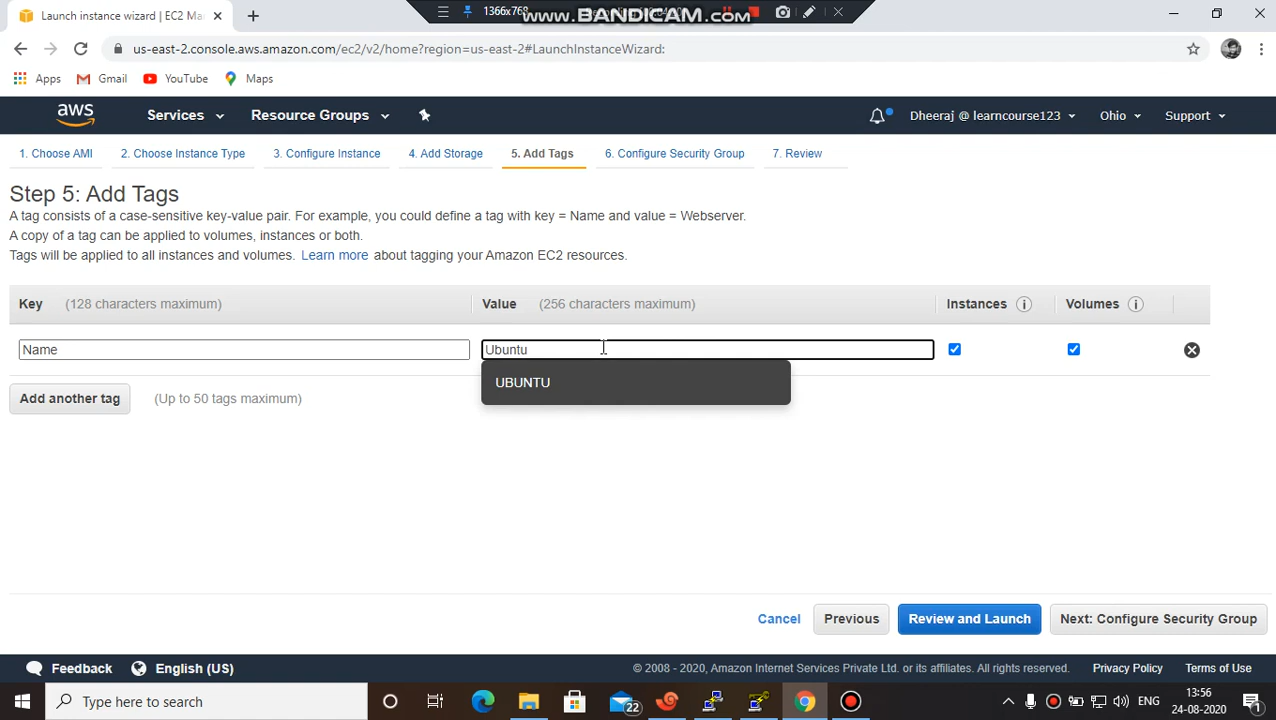 Launch instance wizard | EC2 Ma
1366x768
www.BANDICAM.com
us-east-2.console.aws.amazon.com/ec2/v2/home?region=us-east-2#LaunchInstanceWizard:
Apps Gmail YouTube Maps
aws Services Resource Groups Dheeraj @ learncourse123 Ohio Support
1. Choose AMI 2. Choose Instance Type 3. Configure Instance 4. Add Storage 5. Add Tags 6. Configure Security Group 7. Review
Step 5: Add Tags
A tag consists of a case-sensitive key-value pair. For example, you could define a tag with key = Name and value = Webserver.
A copy of a tag can be applied to volumes, instances or both.
Tags will be applied to all instances and volumes. Learn more about tagging your Amazon EC2 resources.
Key (128 characters maximum) Value (256 characters maximum) Instances i Volumes i
Name Ubuntu
UBUNTU
Add another tag (Up to 50 tags maximum)
Cancel Previous Review and Launch Next: Configure Security Group
Feedback English (US) © 2008 - 2020, Amazon Internet Services Private Ltd. or its affiliates. All rights reserved. Privacy Policy Terms of Use
Type here to search 22 ENG 13:56
24-08-2020 1